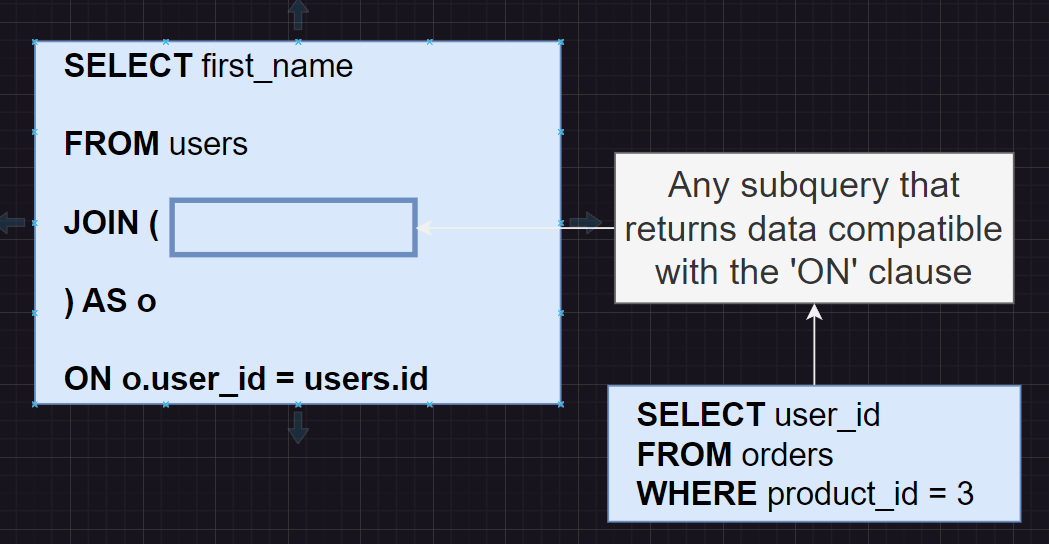 SELECT first_name
FROM users
JOIN (
) AS o
ON o.user_id = users.id
Any subquery that
returns data compatible
with the 'ON' clause
SELECT user_id
FROM orders
WHERE product_id = 3